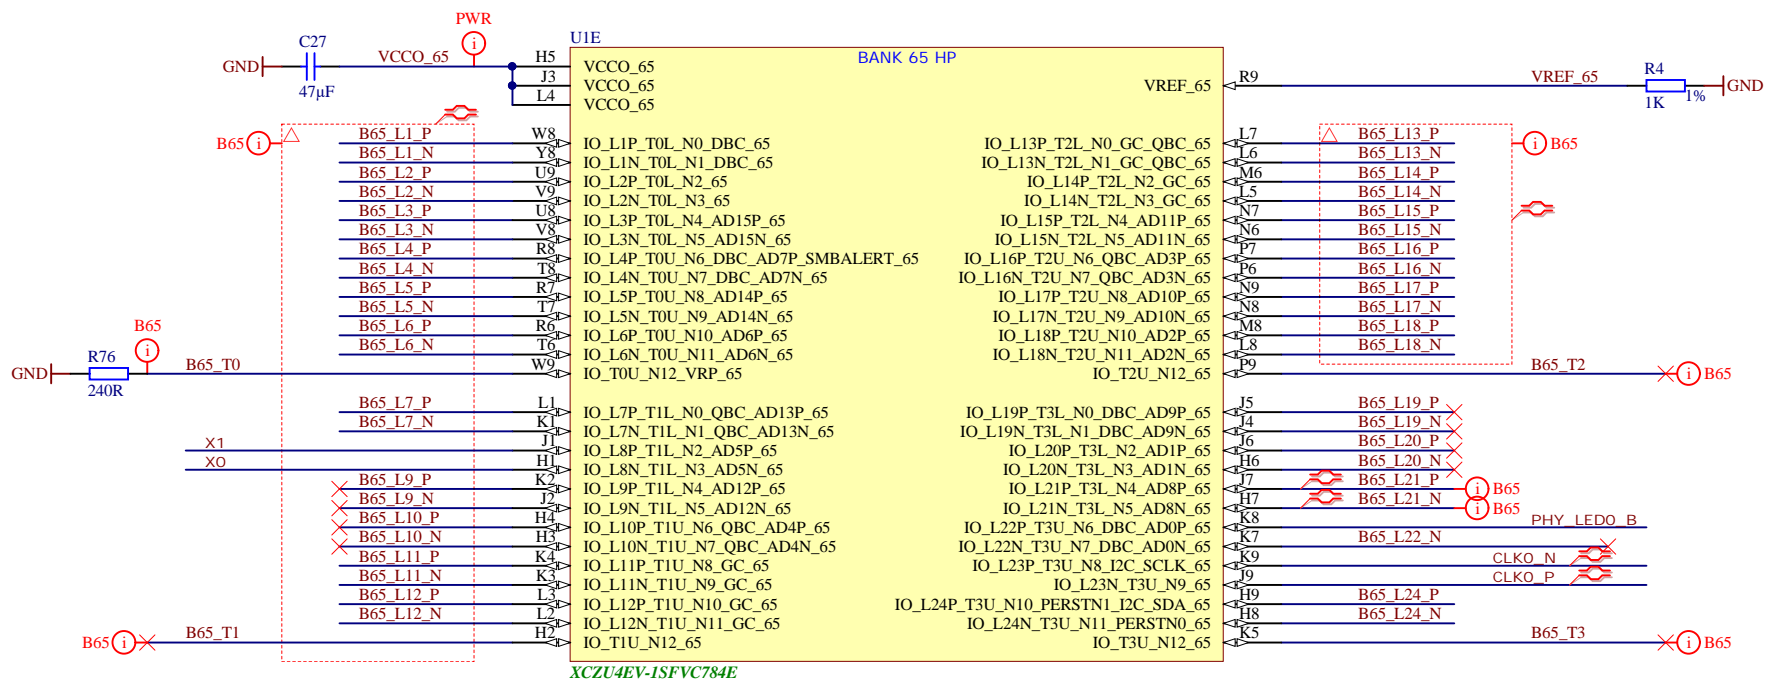 PWR
C27
GND
47µF
VCCO_65
U1E
BANK 65 HP
H5 VCCO_65
J3 VCCO_65
L4 VCCO_65
VREF_65 R9 VREF_65
R4
1K
1%
GND
B65
B65_L1_P W8 IO_L1P_T0L_N0_DBC_65
B65_L1_N Y8 IO_L1N_T0L_N1_DBC_65
B65_L2_P U9 IO_L2P_T0L_N2_65
B65_L2_N V9 IO_L2N_T0L_N3_65
B65_L3_P U8 IO_L3P_T0L_N4_AD15P_65
B65_L3_N V8 IO_L3N_T0L_N5_AD15N_65
B65_L4_P R8 IO_L4P_T0U_N6_DBC_AD7P_SMBALERT_65
B65_L4_N T8 IO_L4N_T0U_N7_DBC_AD7N_65
B65_L5_P R7 IO_L5P_T0U_N8_AD14P_65
B65_L5_N T7 IO_L5N_T0U_N9_AD14N_65
B65_L6_P R6 IO_L6P_T0U_N10_AD6P_65
B65_L6_N T6 IO_L6N_T0U_N11_AD6N_65
B65
R76
GND
240R
B65_T0 W9 IO_T0U_N12_VRP_65
B65_L7_P L1 IO_L7P_T1L_N0_QBC_AD13P_65
B65_L7_N K1 IO_L7N_T1L_N1_QBC_AD13N_65
X1 J1 IO_L8P_T1L_N2_AD5P_65
X0 H1 IO_L8N_T1L_N3_AD5N_65
B65_L9_P K2 IO_L9P_T1L_N4_AD12P_65
B65_L9_N J2 IO_L9N_T1L_N5_AD12N_65
B65_L10_P H4 IO_L10P_T1U_N6_QBC_AD4P_65
B65_L10_N H3 IO_L10N_T1U_N7_QBC_AD4N_65
B65_L11_P K4 IO_L11P_T1U_N8_GC_65
B65_L11_N K3 IO_L11N_T1U_N9_GC_65
B65_L12_P L3 IO_L12P_T1U_N10_GC_65
B65_L12_N L2 IO_L12N_T1U_N11_GC_65
B65 B65_T1 H2 IO_T1U_N12_65
IO_L13P_T2L_N0_GC_QBC_65 L7 B65_L13_P B65
IO_L13N_T2L_N1_GC_QBC_65 L6 B65_L13_N
IO_L14P_T2L_N2_GC_65 M6 B65_L14_P
IO_L14N_T2L_N3_GC_65 L5 B65_L14_N
IO_L15P_T2L_N4_AD11P_65 N7 B65_L15_P
IO_L15N_T2L_N5_AD11N_65 N6 B65_L15_N
IO_L16P_T2U_N6_QBC_AD3P_65 P7 B65_L16_P
IO_L16N_T2U_N7_QBC_AD3N_65 P6 B65_L16_N
IO_L17P_T2U_N8_AD10P_65 N9 B65_L17_P
IO_L17N_T2U_N9_AD10N_65 N8 B65_L17_N
IO_L18P_T2U_N10_AD2P_65 M8 B65_L18_P
IO_L18N_T2U_N11_AD2N_65 L8 B65_L18_N
IO_T2U_N12_65 P9 B65_T2 B65
IO_L19P_T3L_N0_DBC_AD9P_65 J5 B65_L19_P
IO_L19N_T3L_N1_DBC_AD9N_65 J4 B65_L19_N
IO_L20P_T3L_N2_AD1P_65 J6 B65_L20_P
IO_L20N_T3L_N3_AD1N_65 H6 B65_L20_N
IO_L21P_T3L_N4_AD8P_65 J7 B65_L21_P B65
IO_L21N_T3L_N5_AD8N_65 H7 B65_L21_N B65
IO_L22P_T3U_N6_DBC_AD0P_65 K8 PHY_LED0_B
IO_L22N_T3U_N7_DBC_AD0N_65 K7 B65_L22_N
IO_L23P_T3U_N8_I2C_SCLK_65 K9 CLK0_N
IO_L23N_T3U_N9_65 J9 CLK0_P
IO_L24P_T3U_N10_PERSTN1_I2C_SDA_65 H9 B65_L24_P
IO_L24N_T3U_N11_PERSTN0_65 H8 B65_L24_N
IO_T3U_N12_65 K5 B65_T3 B65
XCZU4EV-1SFVC784E